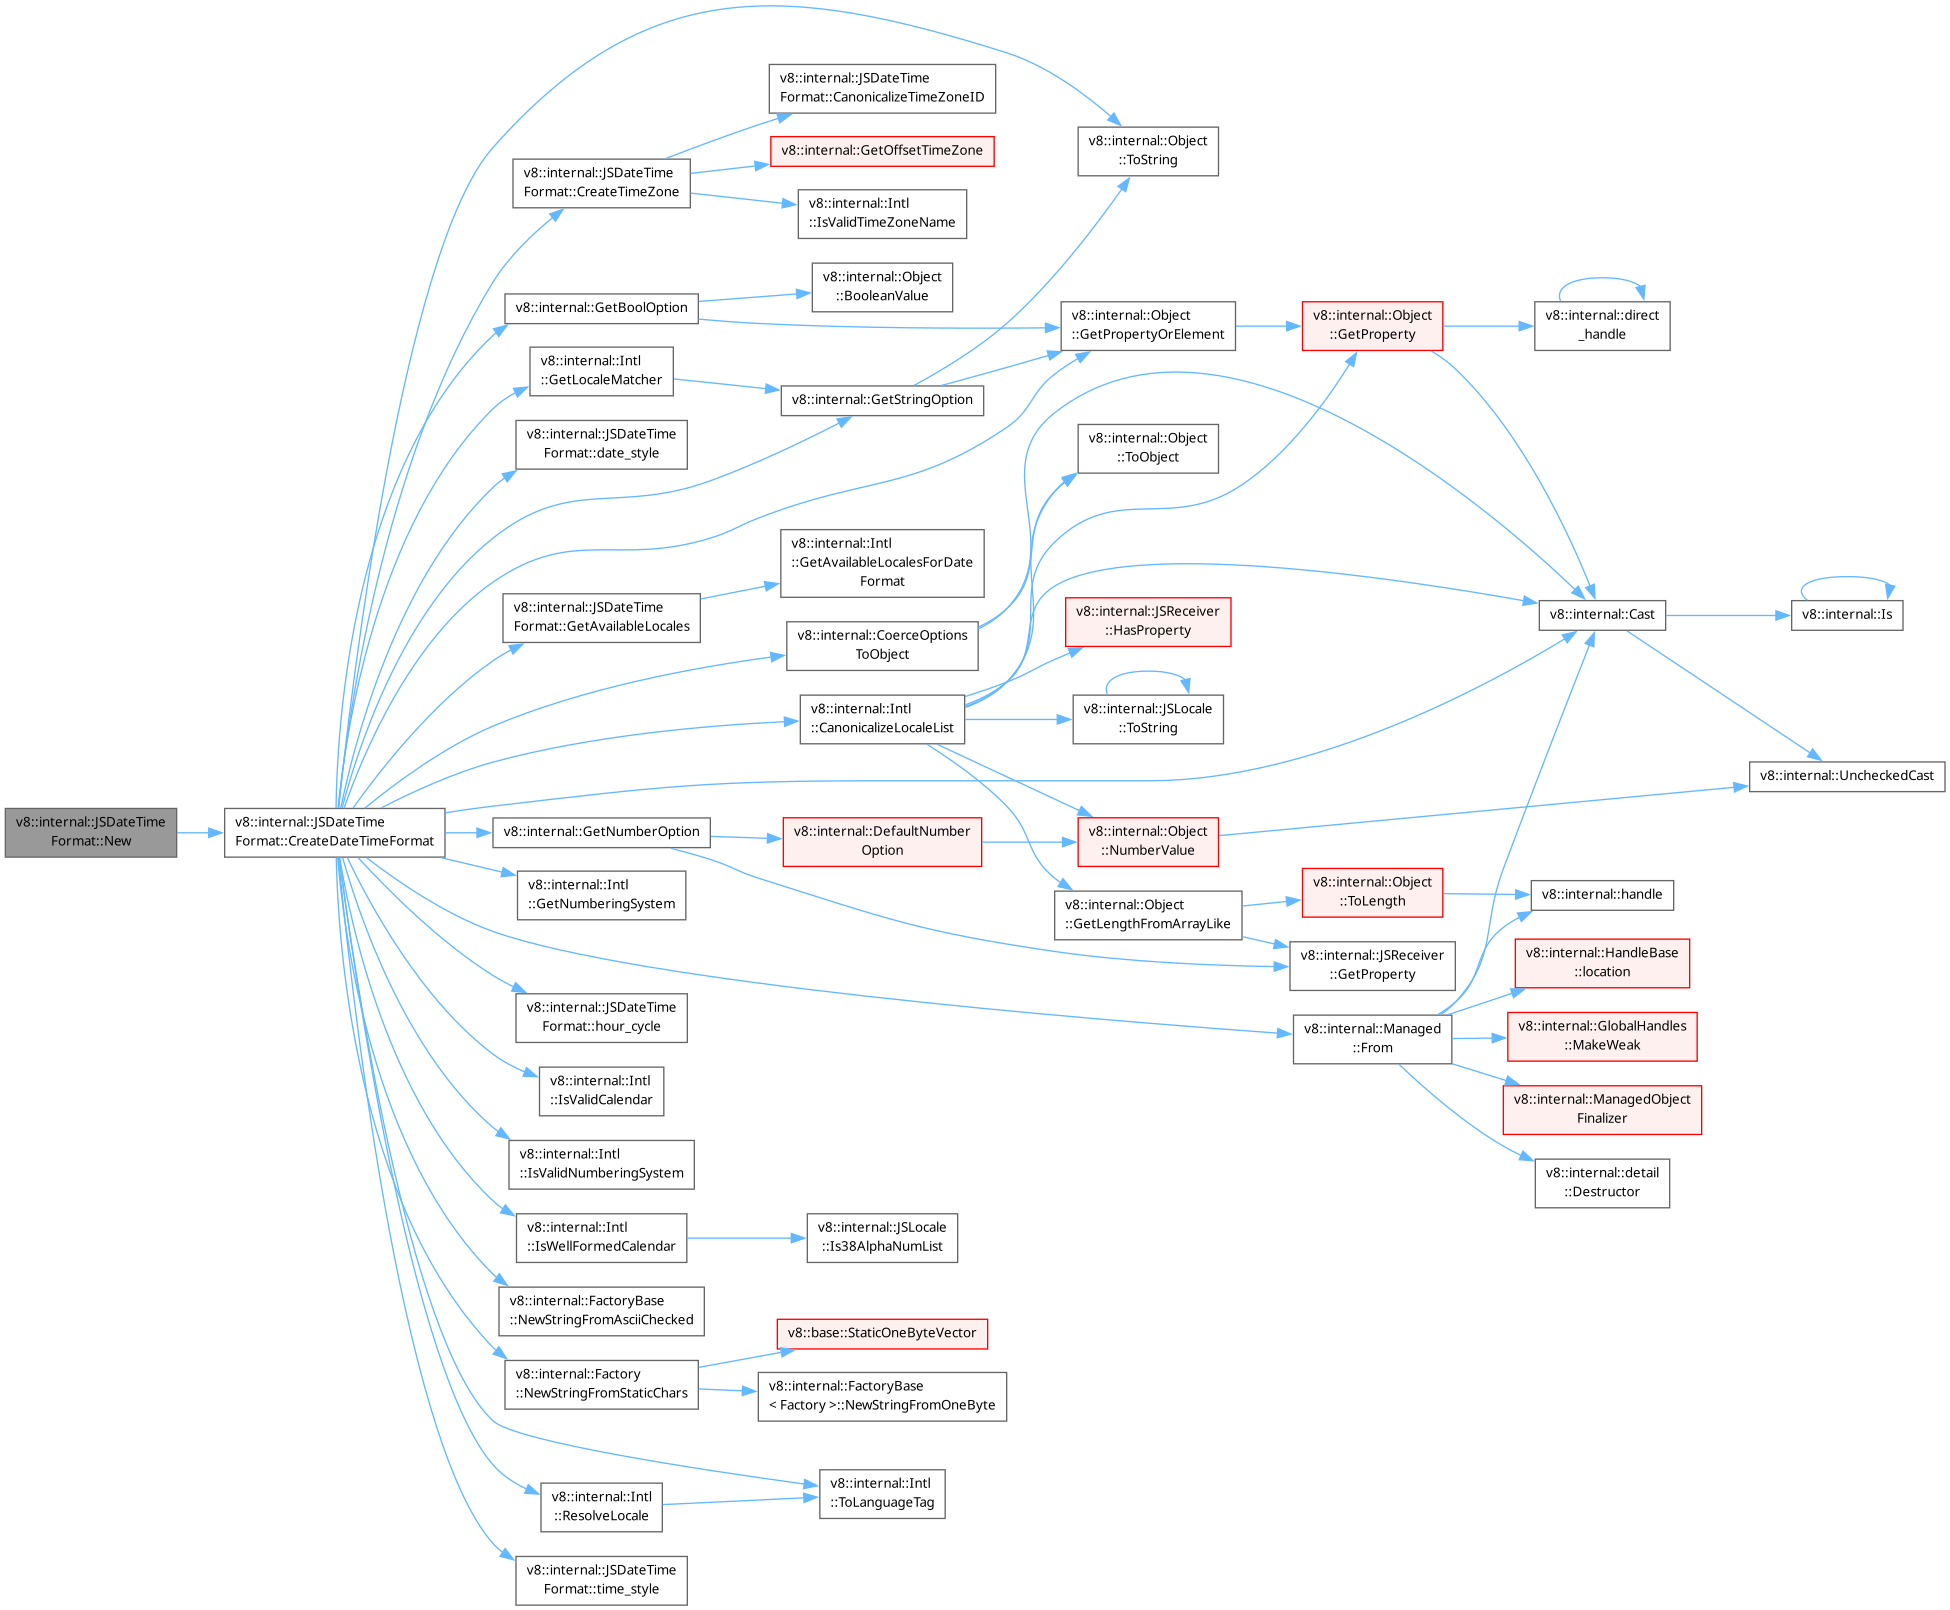 v8::internal::JSDateTime
Format::New
v8::internal::JSDateTime
Format::CreateDateTimeFormat
v8::internal::JSDateTime
Format::CreateTimeZone
v8::internal::GetBoolOption
v8::internal::Intl
::GetLocaleMatcher
v8::internal::JSDateTime
Format::date_style
v8::internal::JSDateTime
Format::GetAvailableLocales
v8::internal::GetNumberOption
v8::internal::Intl
::GetNumberingSystem
v8::internal::JSDateTime
Format::hour_cycle
v8::internal::Intl
::IsValidCalendar
v8::internal::Intl
::IsValidNumberingSystem
v8::internal::Intl
::IsWellFormedCalendar
v8::internal::FactoryBase
::NewStringFromAsciiChecked
v8::internal::Factory
::NewStringFromStaticChars
v8::internal::Intl
::ResolveLocale
v8::internal::JSDateTime
Format::time_style
v8::internal::JSDateTime
Format::CanonicalizeTimeZoneID
v8::internal::GetOffsetTimeZone
v8::internal::Intl
::IsValidTimeZoneName
v8::internal::Object
::BooleanValue
v8::internal::GetStringOption
v8::internal::Intl
::GetAvailableLocalesForDate
Format
v8::internal::CoerceOptions
ToObject
v8::internal::Intl
::CanonicalizeLocaleList
v8::internal::DefaultNumber
Option
v8::internal::JSLocale
::Is38AlphaNumList
v8::base::StaticOneByteVector
v8::internal::FactoryBase
< Factory >::NewStringFromOneByte
v8::internal::Intl
::ToLanguageTag
v8::internal::Object
::ToString
v8::internal::Object
::GetPropertyOrElement
v8::internal::Object
::ToObject
v8::internal::JSReceiver
::HasProperty
v8::internal::JSLocale
::ToString
v8::internal::Object
::NumberValue
v8::internal::Object
::GetLengthFromArrayLike
v8::internal::Object
::GetProperty
v8::internal::Object
::ToLength
v8::internal::JSReceiver
::GetProperty
v8::internal::Managed
::From
v8::internal::direct
_handle
v8::internal::Cast
v8::internal::handle
v8::internal::HandleBase
::location
v8::internal::GlobalHandles
::MakeWeak
v8::internal::ManagedObject
Finalizer
v8::internal::detail
::Destructor
v8::internal::Is
v8::internal::UncheckedCast